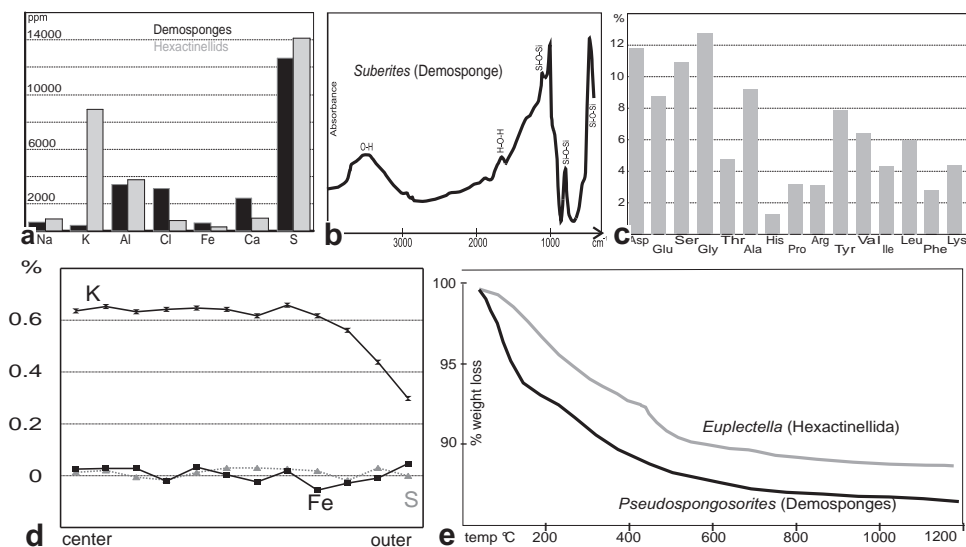 ppm
14000
10000
6000
2000
Demosponges
Hexactinellids
a
Na K Al Cl Fe Ca S
Suberites (Demosponge)
Absorbance
O-H
H-O-H
Si-O-Si
Si-O-Si
Si-O-Si
b
3000 2000 1000 cm⁻¹
%
12
10
8
6
4
2
c
Asp Ser Thr His Arg Val Leu Lys
Glu Gly Ala Pro Tyr Ile Phe
%
0.6
0.4
0.2
0
K
Fe
S
d
center outer
100
95
90
% weight loss
Euplectella (Hexactinellida)
Pseudospongosorites (Demosponges)
e
temp °C 200 400 600 800 1000 1200